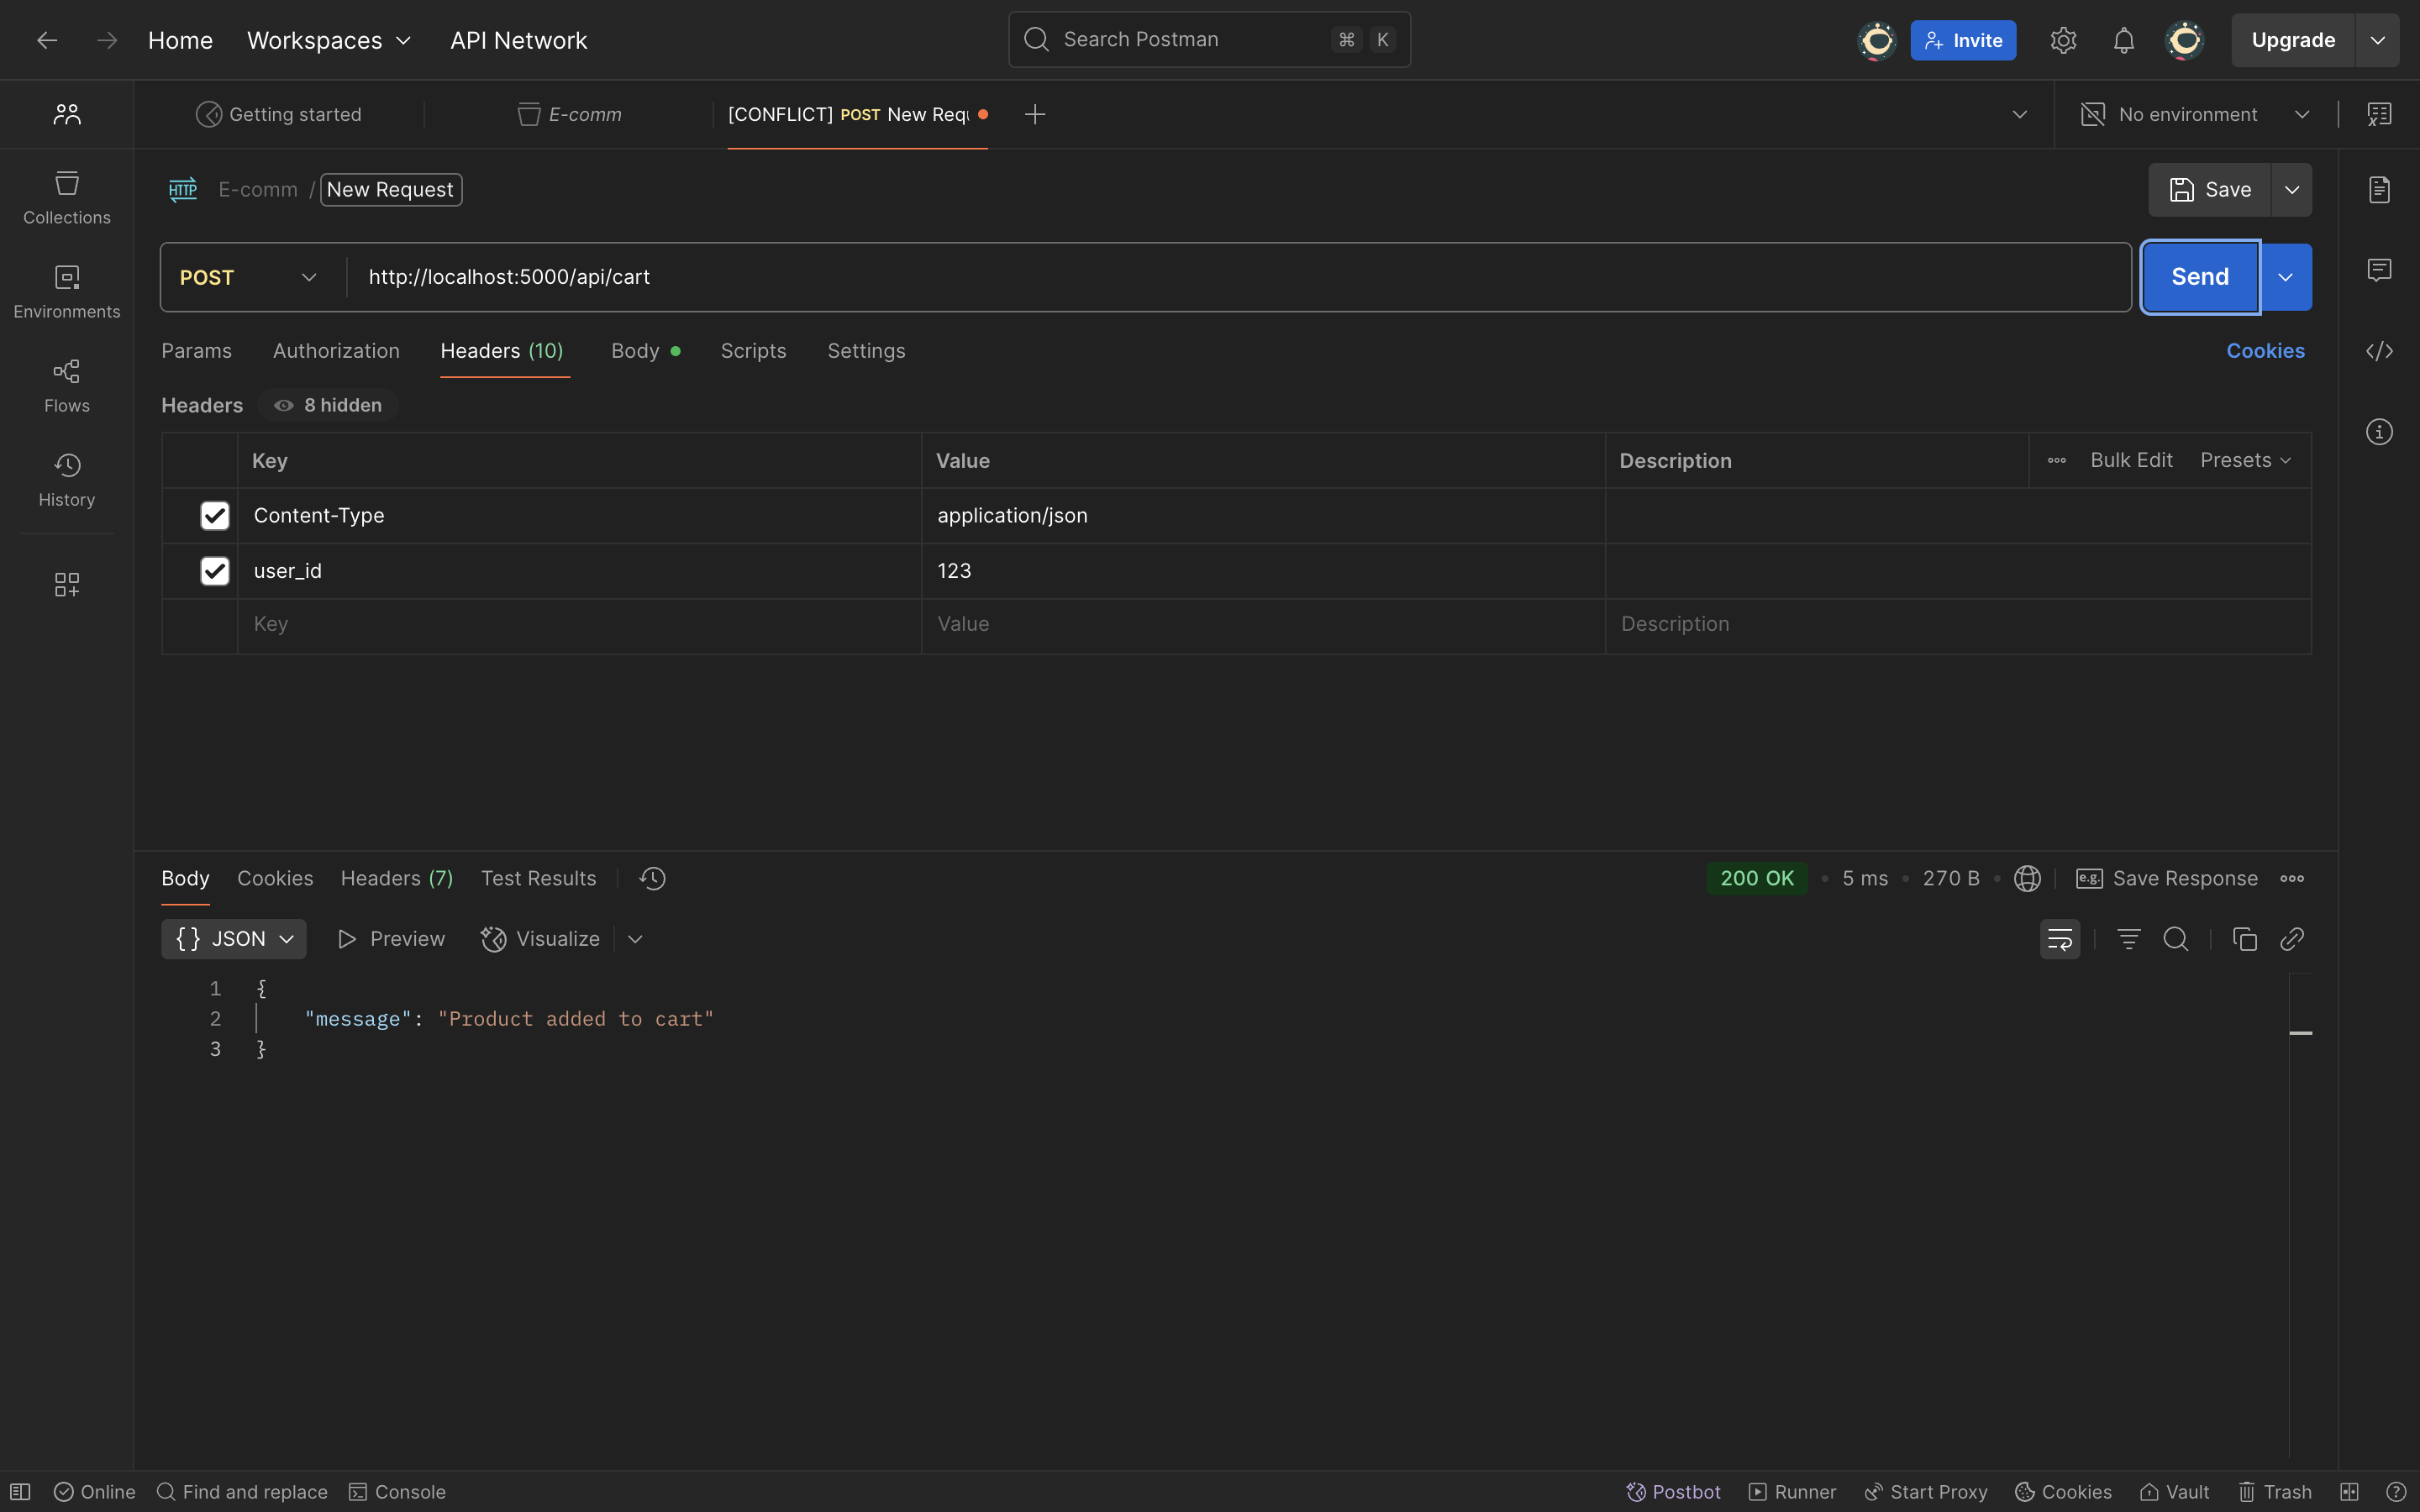 Home Workspaces API Network Search Postman ⌘ K Invite Upgrade
Getting started E-comm [CONFLICT] POST New Requ No environment
HTTP E-comm / New Request Save
Collections
POST http://localhost:5000/api/cart Send
Environments
Params Authorization Headers (10) Body Scripts Settings Cookies
Flows
Headers 8 hidden
Key Value Description Bulk Edit Presets
History
Content-Type application/json
user_id 123
Key Value Description
Body Cookies Headers (7) Test Results 200 OK • 5 ms • 270 B • e.g. Save Response
{} JSON Preview Visualize
1 {
2 "message": "Product added to cart"
3 }
Online Find and replace Console Postbot Runner Start Proxy Cookies Vault Trash